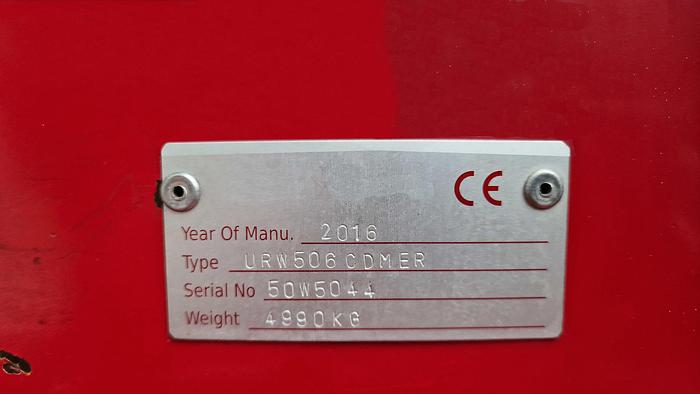 CE
Year Of Manu. 2016
Type URW506CDMER
Serial No 50W5044
Weight 4990KG